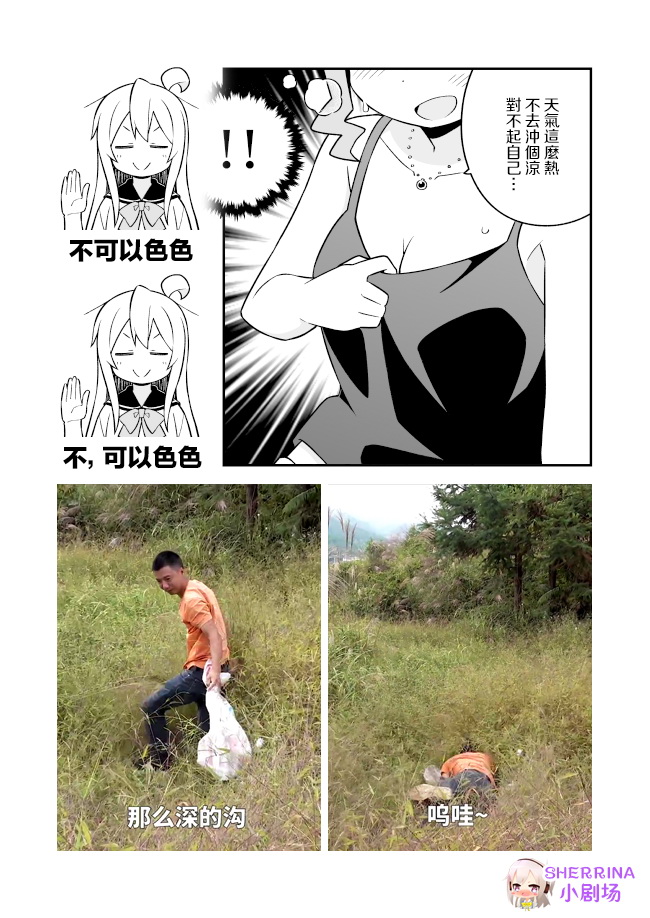 天氣這麼熱
不去沖個涼
對不起自己…
!!
不可以色色
不, 可以色色
那么深的沟
呜哇~
SHERRINA
小剧场